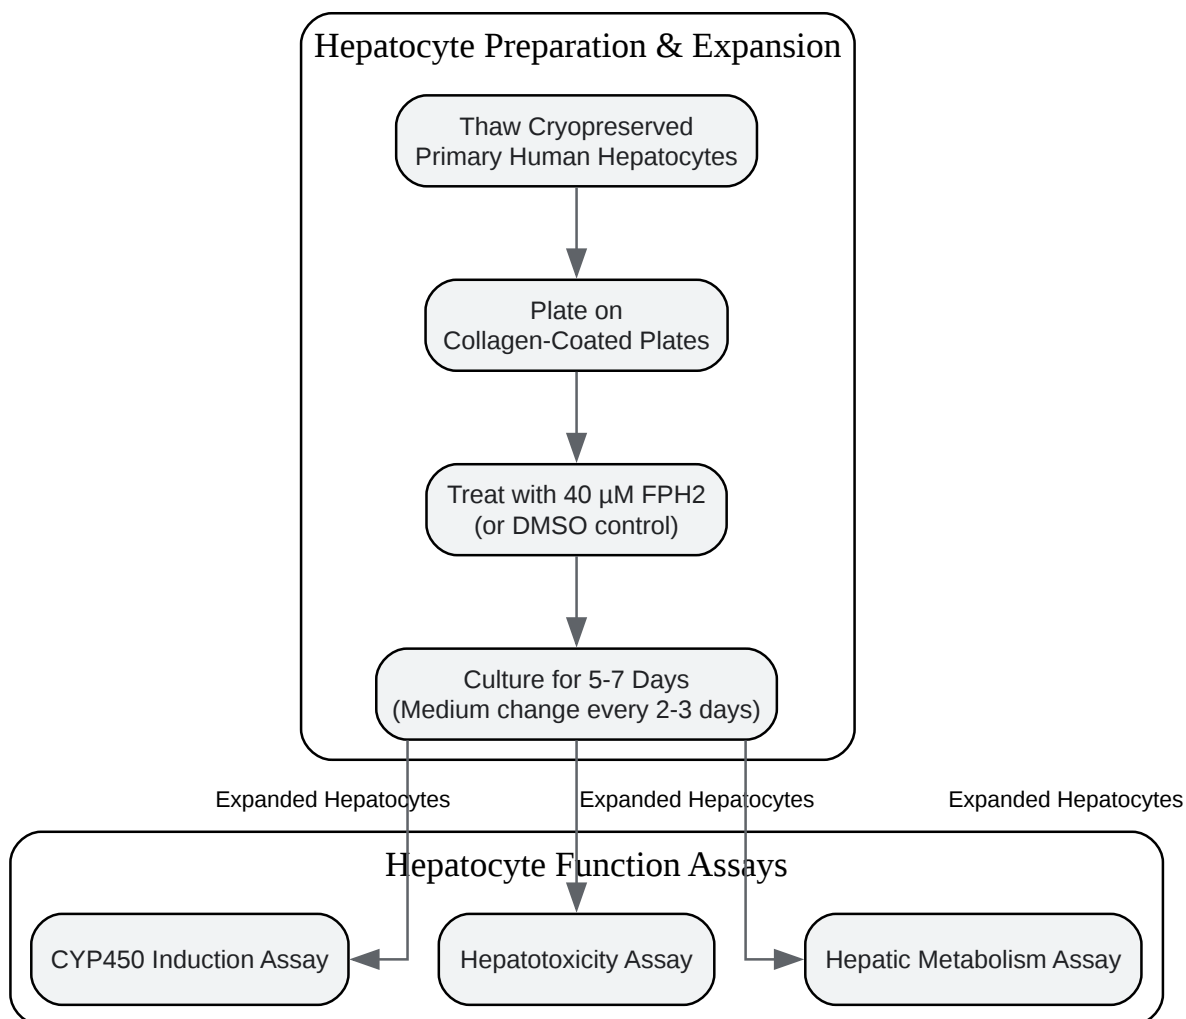 Hepatocyte Preparation & Expansion
Thaw Cryopreserved
Primary Human Hepatocytes
Plate on
Collagen-Coated Plates
Treat with 40 µM FPH2
(or DMSO control)
Culture for 5-7 Days
(Medium change every 2-3 days)
Expanded Hepatocytes
Expanded Hepatocytes
Expanded Hepatocytes
Hepatocyte Function Assays
CYP450 Induction Assay
Hepatotoxicity Assay
Hepatic Metabolism Assay